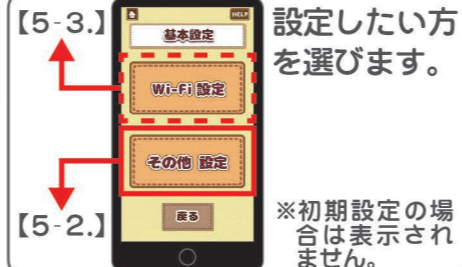 【5-3.】
HELP
基本設定
Wi-Fi 設定
その他 設定
戻る
【5-2.】
設定したい方
を選びます。
※初期設定の場
合は表示され
ません。